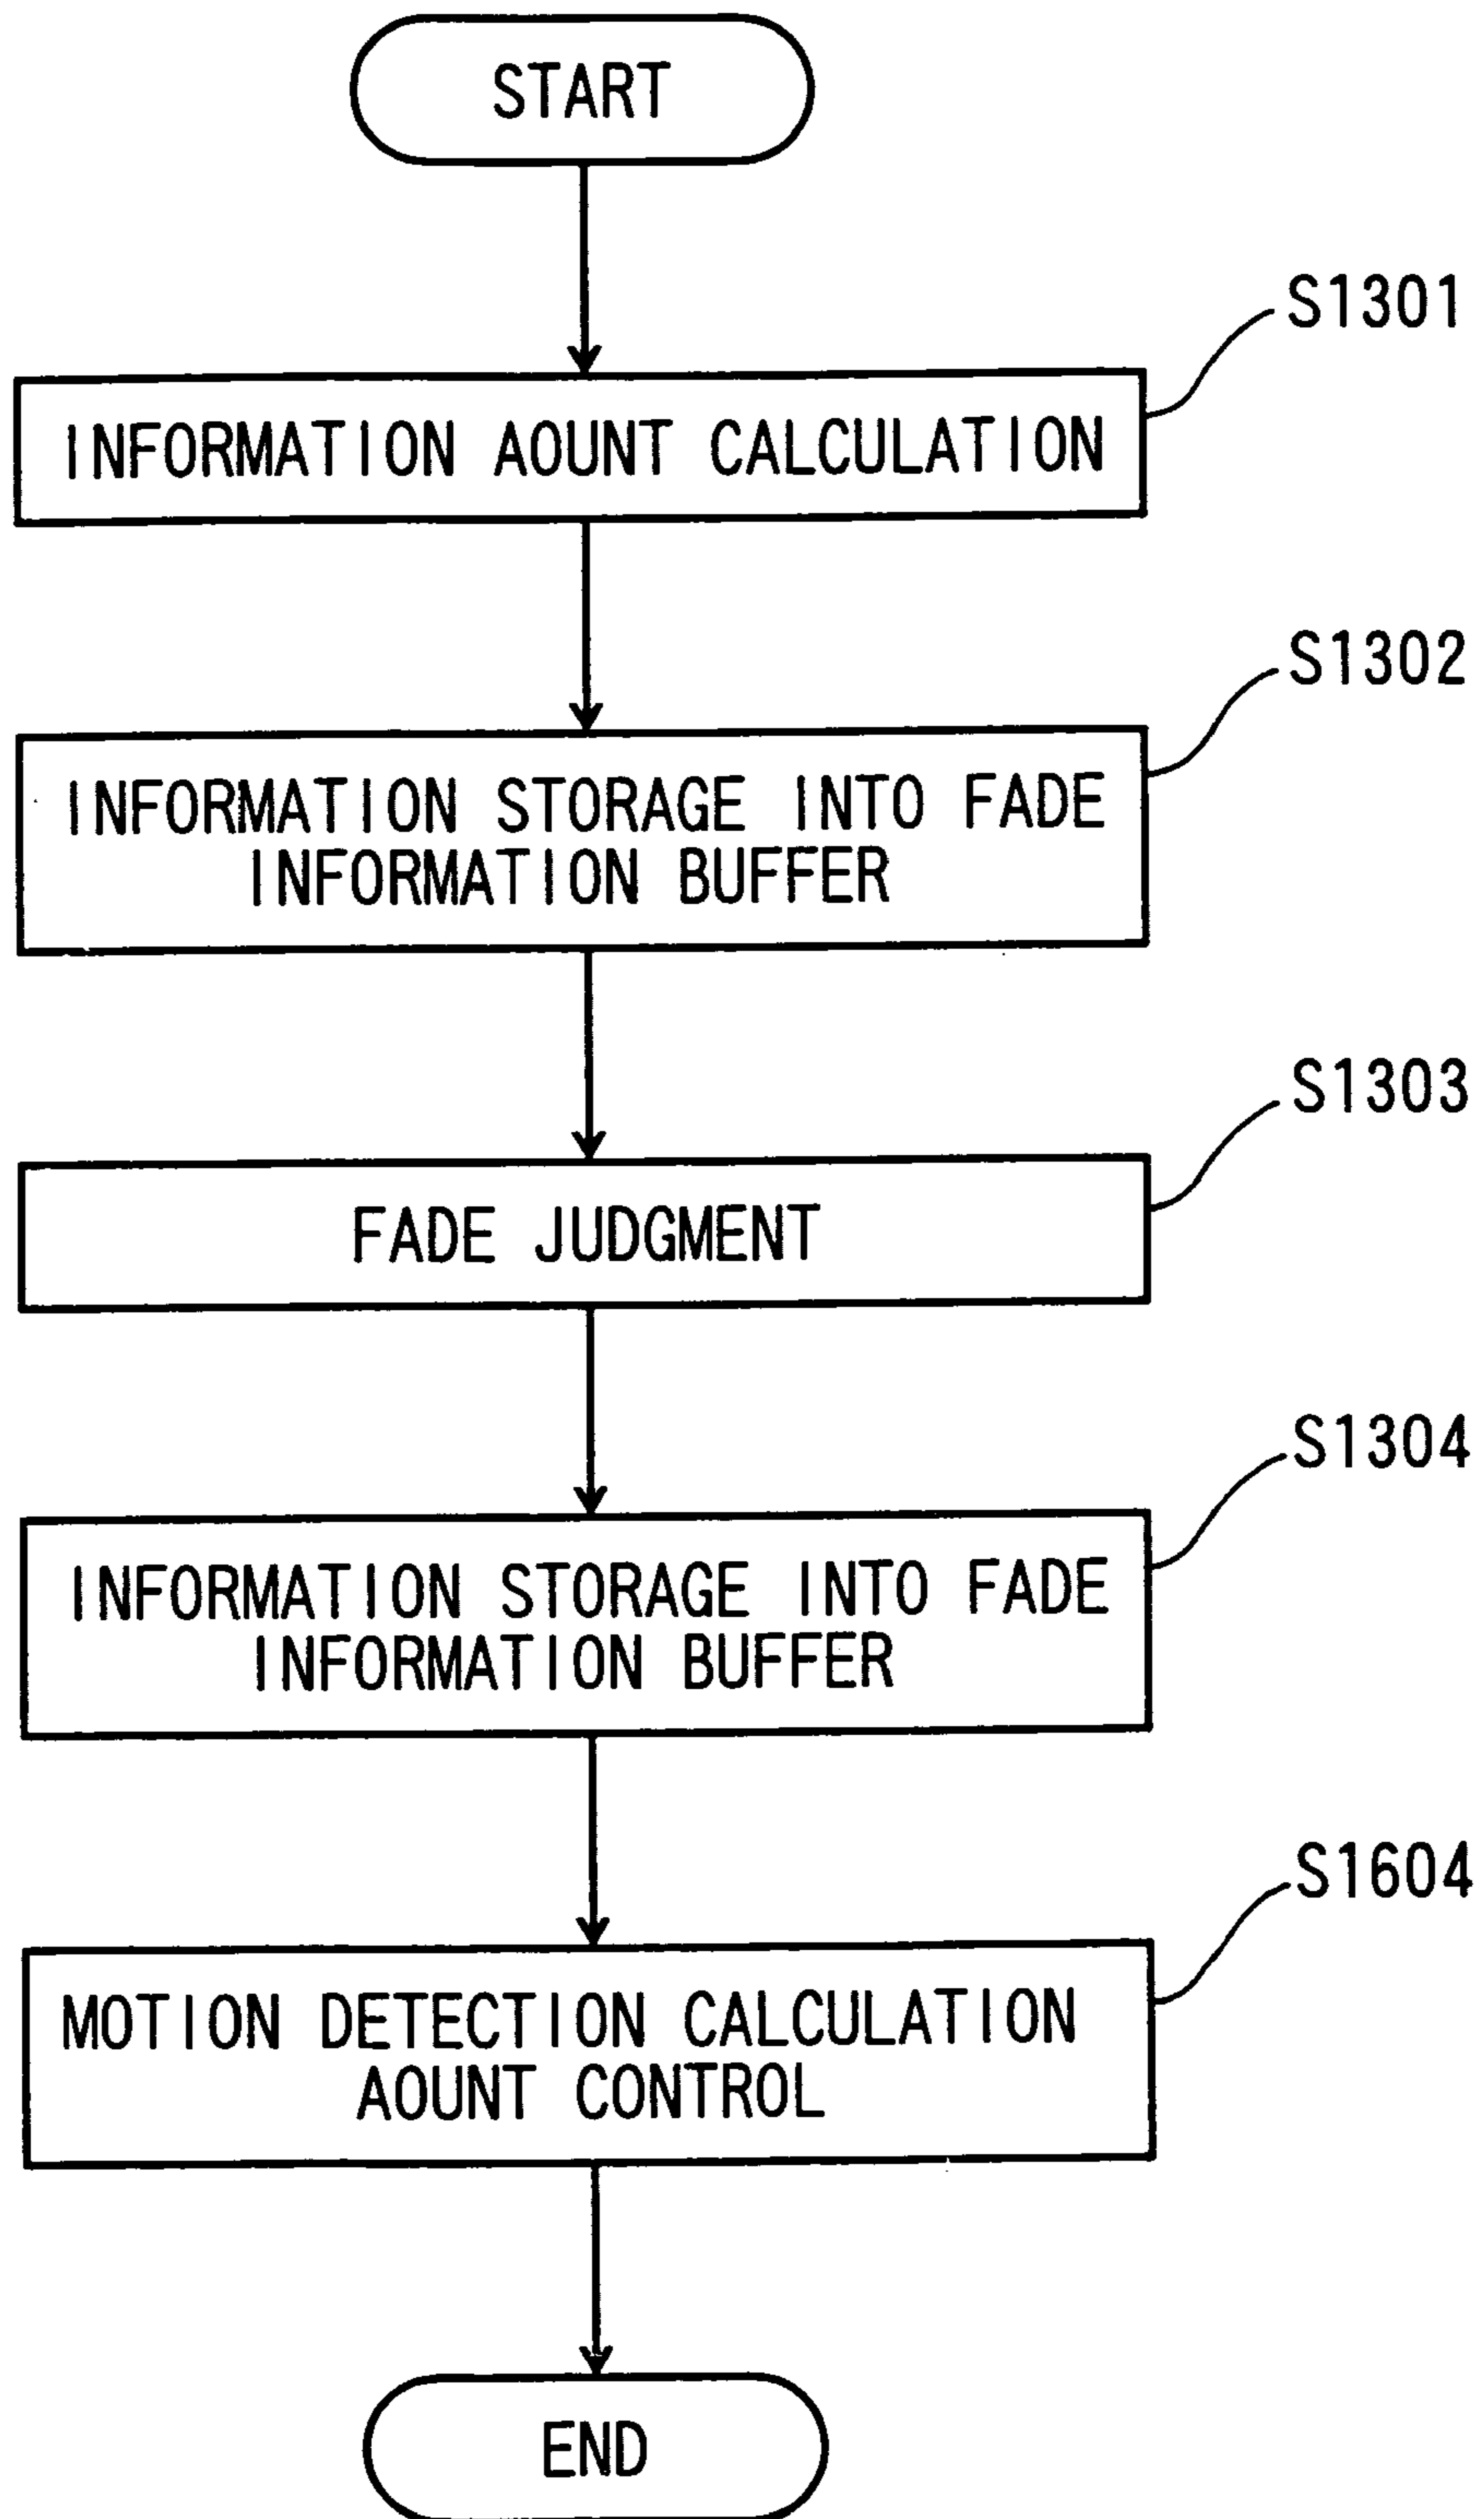 START
S1301
INFORMATION AOUNT CALCULATION
S1302
INFORMATION STORAGE INTO FADE
INFORMATION BUFFER
S1303
FADE JUDGMENT
S1304
INFORMATION STORAGE INTO FADE
INFORMATION BUFFER
S1604
MOTION DETECTION CALCULATION
AOUNT CONTROL
END